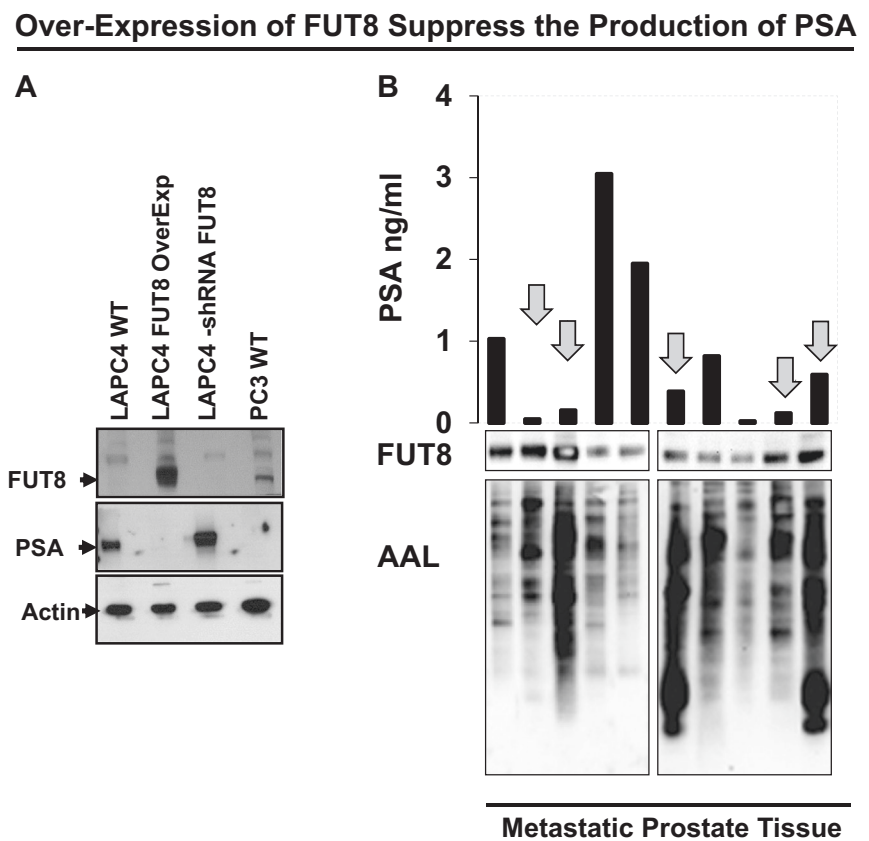 Over-Expression of FUT8 Suppress the Production of PSA
A
LAPC4 WT
LAPC4 FUT8 OverExp
LAPC4 -shRNA FUT8
PC3 WT
FUT8
PSA
Actin
B
PSA ng/ml
4
3
2
1
0
FUT8
AAL
Metastatic Prostate Tissue